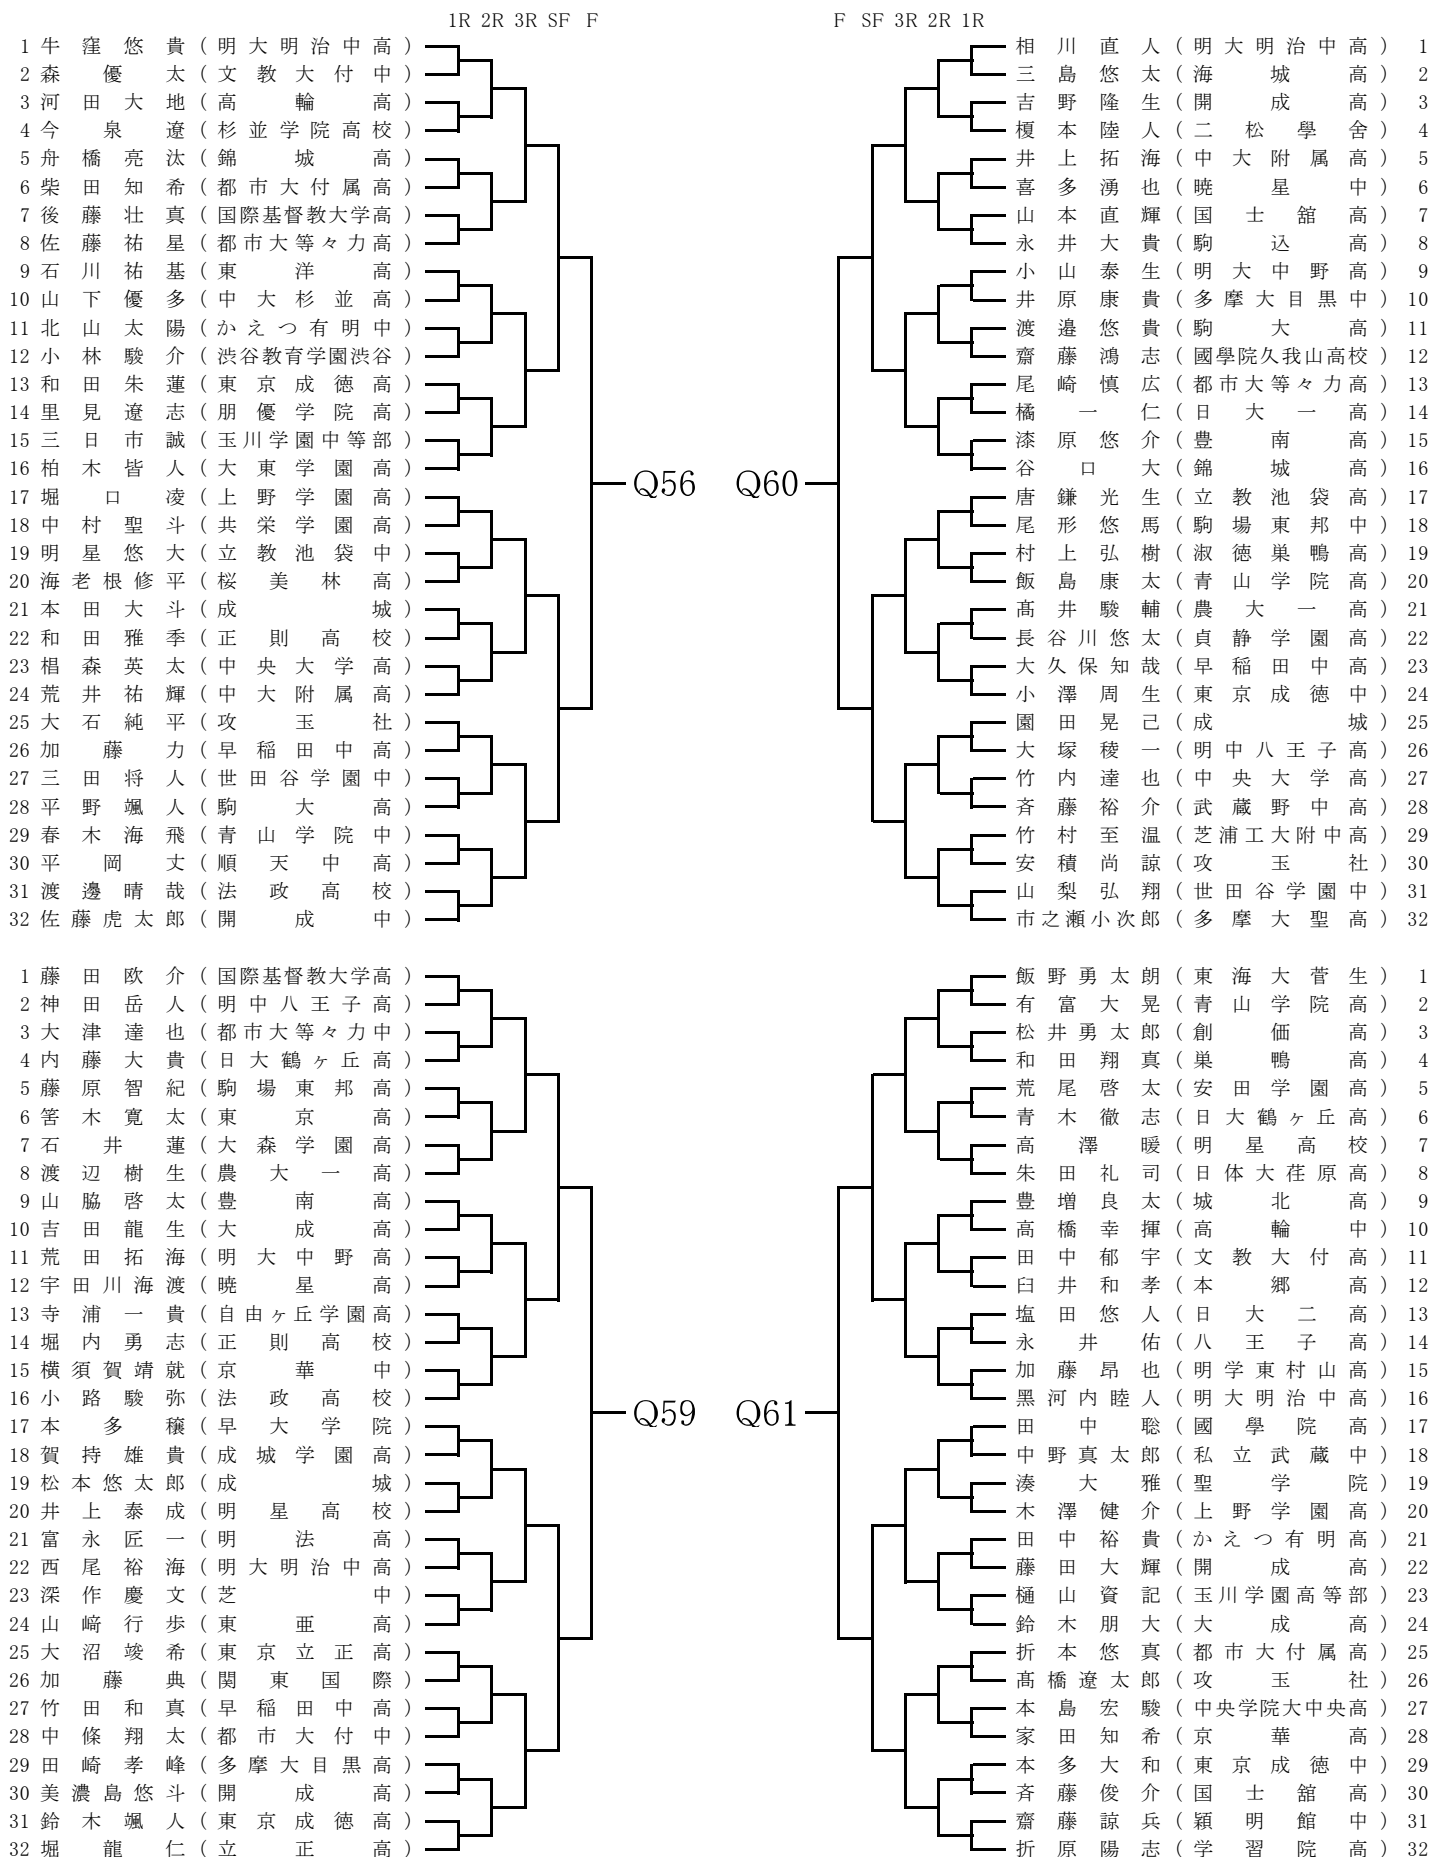 1R 2R 3R SF F
1 牛窪悠貴 (明大明治中高)
2 森優太 (文教大付中)
3 河田大地 (高輪高)
4 今泉遼 (杉並学院高校)
5 舟橋亮汰 (錦城高)
6 柴田知希 (都市大付属高)
7 後藤壮真 (国際基督教大学高)
8 佐藤祐星 (都市大等々力高)
9 石川祐基 (東洋高)
10 山下優多 (中大杉並高)
11 北山太陽 (かえつ有明中)
12 小林駿介 (渋谷教育学園渋谷)
13 和田朱蓮 (東京成徳高)
14 里見遼志 (朋優学院高)
15 三日市誠 (玉川学園中等部)
16 柏木皆人 (大東学園高)
17 堀口凌 (上野学園高)
18 中村聖斗 (共栄学園高)
19 明星悠大 (立教池袋中)
20 海老根修平 (桜美林高)
21 本田大斗 (成城)
22 和田雅季 (正則高校)
23 椙森英太 (中央大学高)
24 荒井祐輝 (中大附属高)
25 大石純平 (攻玉社)
26 加藤力 (早稲田中高)
27 三田将人 (世田谷学園中)
28 平野颯人 (駒大高)
29 春木海飛 (青山学院中)
30 平岡丈 (順天中高)
31 渡邊晴哉 (法政高校)
32 佐藤虎太郎 (開成中)
Q56
F SF 3R 2R 1R
相川直人 (明大明治中高) 1
三島悠太 (海城高) 2
吉野隆生 (開成高) 3
榎本陸人 (二松學舎) 4
井上拓海 (中大附属高) 5
喜多湧也 (暁星中) 6
山本直輝 (国士舘高) 7
永井大貴 (駒込高) 8
小山泰生 (明大中野高) 9
井原康貴 (多摩大目黒中) 10
渡邉悠貴 (駒大高) 11
齋藤鴻志 (國學院久我山高校) 12
尾崎慎広 (都市大等々力高) 13
橘一仁 (日大一高) 14
漆原悠介 (豊南高) 15
谷口大 (錦城高) 16
唐鎌光生 (立教池袋高) 17
尾形悠馬 (駒場東邦中) 18
村上弘樹 (淑徳巣鴨高) 19
飯島康太 (青山学院高) 20
髙井駿輔 (農大一高) 21
長谷川悠太 (貞静学園高) 22
大久保知哉 (早稲田中高) 23
小澤周生 (東京成徳中) 24
園田晃己 (成城) 25
大塚稜一 (明中八王子高) 26
竹内達也 (中央大学高) 27
斉藤裕介 (武蔵野中高) 28
竹村至温 (芝浦工大附中高) 29
安積尚諒 (攻玉社) 30
山梨弘翔 (世田谷学園中) 31
市之瀬小次郎 (多摩大聖高) 32
Q60
1 藤田欧介 (国際基督教大学高)
2 神田岳人 (明中八王子高)
3 大津達也 (都市大等々力中)
4 内藤大貴 (日大鶴ヶ丘高)
5 藤原智紀 (駒場東邦高)
6 筈木寛太 (東京高)
7 石井蓮 (大森学園高)
8 渡辺樹生 (農大一高)
9 山脇啓太 (豊南高)
10 吉田龍生 (大成高)
11 荒田拓海 (明大中野高)
12 宇田川海渡 (暁星高)
13 寺浦一貴 (自由ヶ丘学園高)
14 堀内勇志 (正則高校)
15 横須賀靖就 (京華中)
16 小路駿弥 (法政高校)
17 本多穣 (早大学院)
18 賀持雄貴 (成城学園高)
19 松本悠太郎 (成城)
20 井上泰成 (明星高校)
21 富永匠一 (明法高)
22 西尾裕海 (明大明治中高)
23 深作慶文 (芝中)
24 山﨑行歩 (東亜高)
25 大沼竣希 (東京立正高)
26 加藤典 (関東国際)
27 竹田和真 (早稲田中高)
28 中條翔太 (都市大付中)
29 田崎孝峰 (多摩大目黒高)
30 美濃島悠斗 (開成高)
31 鈴木颯人 (東京成徳高)
32 堀龍仁 (立正高)
Q59
飯野勇太朗 (東海大菅生) 1
有富大晃 (青山学院高) 2
松井勇太郎 (創価高) 3
和田翔真 (巣鴨高) 4
荒尾啓太 (安田学園高) 5
青木徹志 (日大鶴ヶ丘高) 6
高澤暖 (明星高校) 7
朱田礼司 (日体大荏原高) 8
豊増良太 (城北高) 9
高橋幸揮 (高輪中) 10
田中郁宇 (文教大付高) 11
臼井和孝 (本郷高) 12
塩田悠人 (日大二高) 13
永井佑 (八王子高) 14
加藤昂也 (明学東村山高) 15
黒河内睦人 (明大明治中高) 16
田中聡 (國學院高) 17
中野真太郎 (私立武蔵中) 18
湊大雅 (聖学院) 19
木澤健介 (上野学園高) 20
田中裕貴 (かえつ有明高) 21
藤田大輝 (開成高) 22
樋山資記 (玉川学園高等部) 23
鈴木朋大 (大成高) 24
折本悠真 (都市大付属高) 25
髙橋遼太郎 (攻玉社) 26
本島宏駿 (中央学院大中央高) 27
家田知希 (京華高) 28
本多大和 (東京成徳中) 29
斉藤俊介 (国士舘高) 30
齋藤諒兵 (穎明館中) 31
折原陽志 (学習院高) 32
Q61